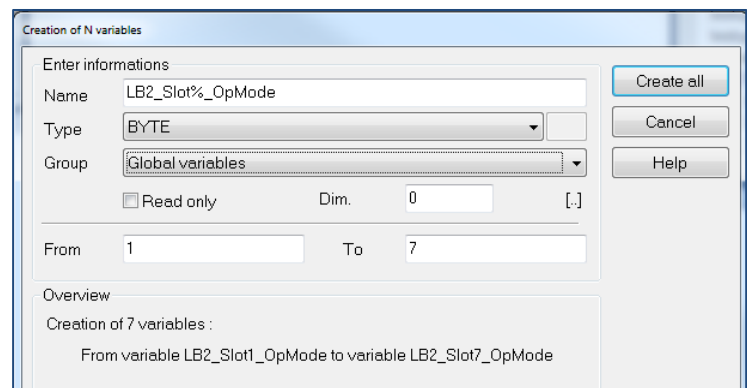 Creation of N variables
Enter informations
Name LB2_Slot%_OpMode
Type BYTE
Group Global variables
Read only Dim. 0 [..]
From 1 To 7
Overview
Creation of 7 variables :
From variable LB2_Slot1_OpMode to variable LB2_Slot7_OpMode
Create all
Cancel
Help